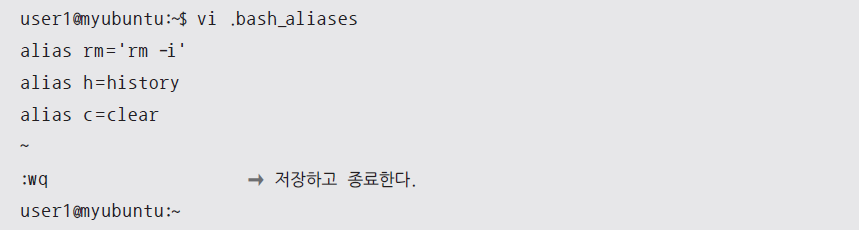 user1@myubuntu:~$ vi .bash_aliases
alias rm='rm -i'
alias h=history
alias c=clear
~
:wq → 저장하고 종료한다.
user1@myubuntu:~